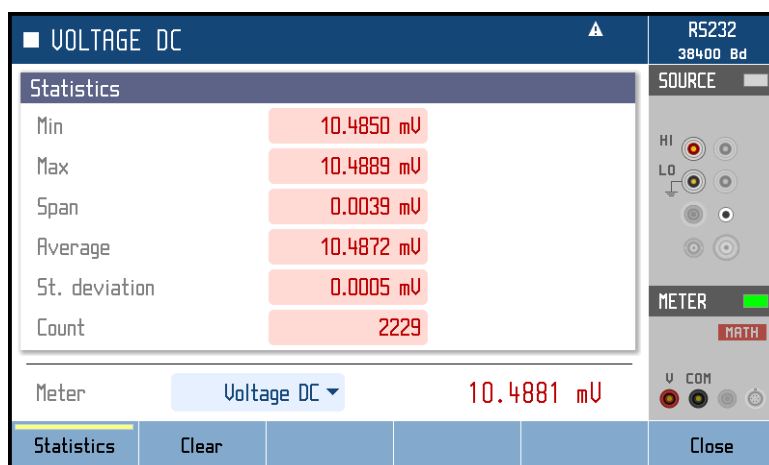 VOLTAGE DC
RS232
38400 Bd
Statistics
Min 10.4850 mV
Max 10.4889 mV
Span 0.0039 mV
Average 10.4872 mV
St. deviation 0.0005 mV
Count 2229
Meter Voltage DC 10.4881 mV
Statistics Clear Close
SOURCE
HI
LO
METER
MATH
V COM